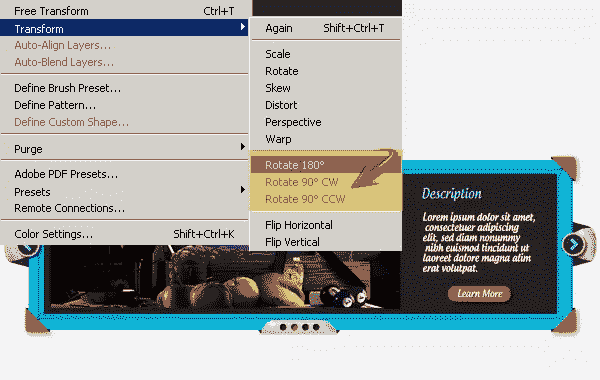 Free Transform Ctrl+T
Transform
Auto-Align Layers...
Auto-Blend Layers...
Define Brush Preset...
Define Pattern...
Define Custom Shape...
Purge
Adobe PDF Presets...
Presets
Remote Connections...
Color Settings... Shift+Ctrl+K
Again Shift+Ctrl+T
Scale
Rotate
Skew
Distort
Perspective
Warp
Rotate 180°
Rotate 90° CW
Rotate 90° CCW
Flip Horizontal
Flip Vertical
Description
Lorem ipsum dolor sit amet,
consectetuer adipiscing
elit, sed diam nonummy
nibh euismod tincidunt ut
laoreet dolore magna alim
erat volutpat.
Learn More